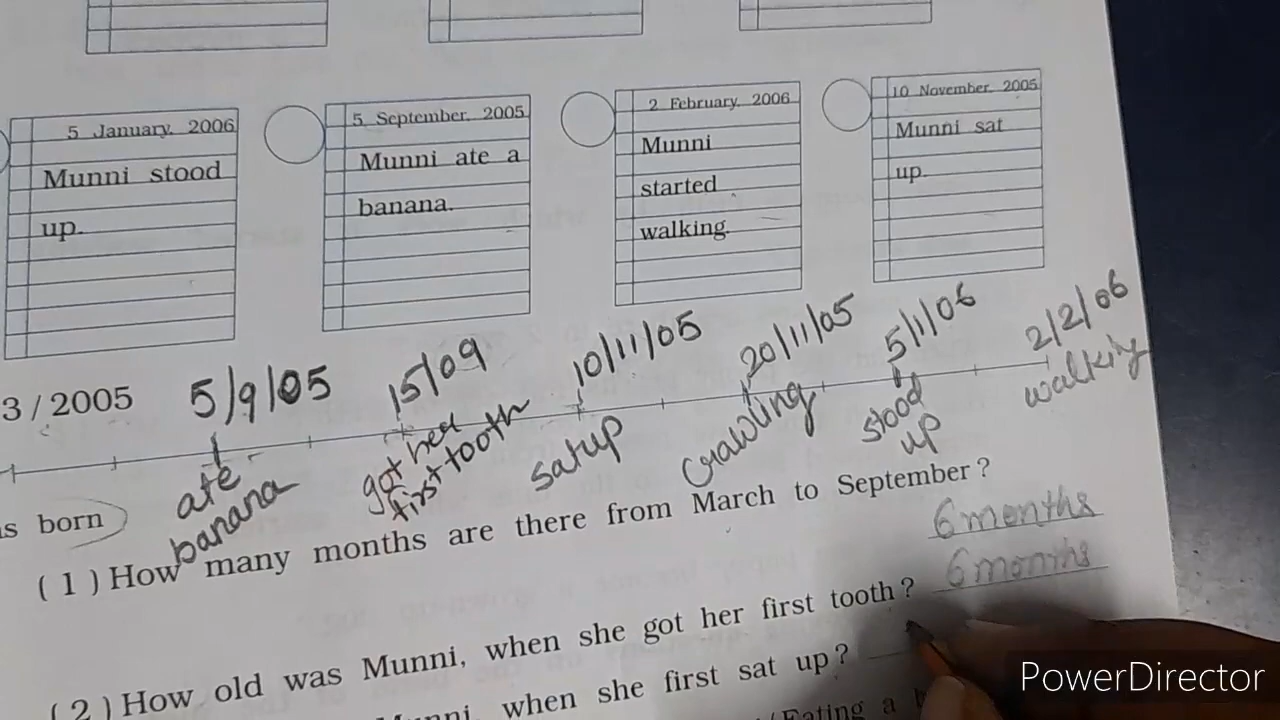 5 January, 2006
Munni stood
up.
5 September, 2005
Munni ate a
banana.
2 February, 2006
Munni
started
walking.
10 November, 2005
Munni sat
up.
3 / 2005
5/9/05
15/09
10/11/05
20/11/05
5/1/06
2/2/06
ate
banana
got her
first tooth
sat up
crawling
stood
up
walking
s born
( 1 ) How many months are there from March to September ?
6 months
( 2 ) How old was Munni, when she got her first tooth ?
6 months
Munni, when she first sat up ?
Eating a
PowerDirector